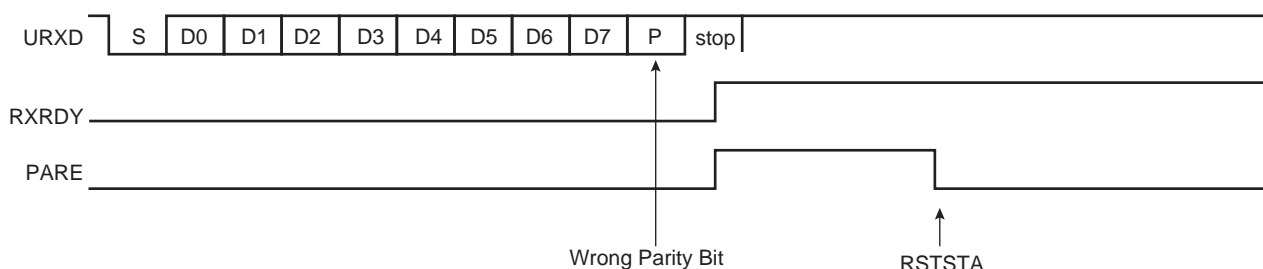 URXD S D0 D1 D2 D3 D4 D5 D6 D7 P stop
RXRDY
PARE
Wrong Parity Bit RSTSTA